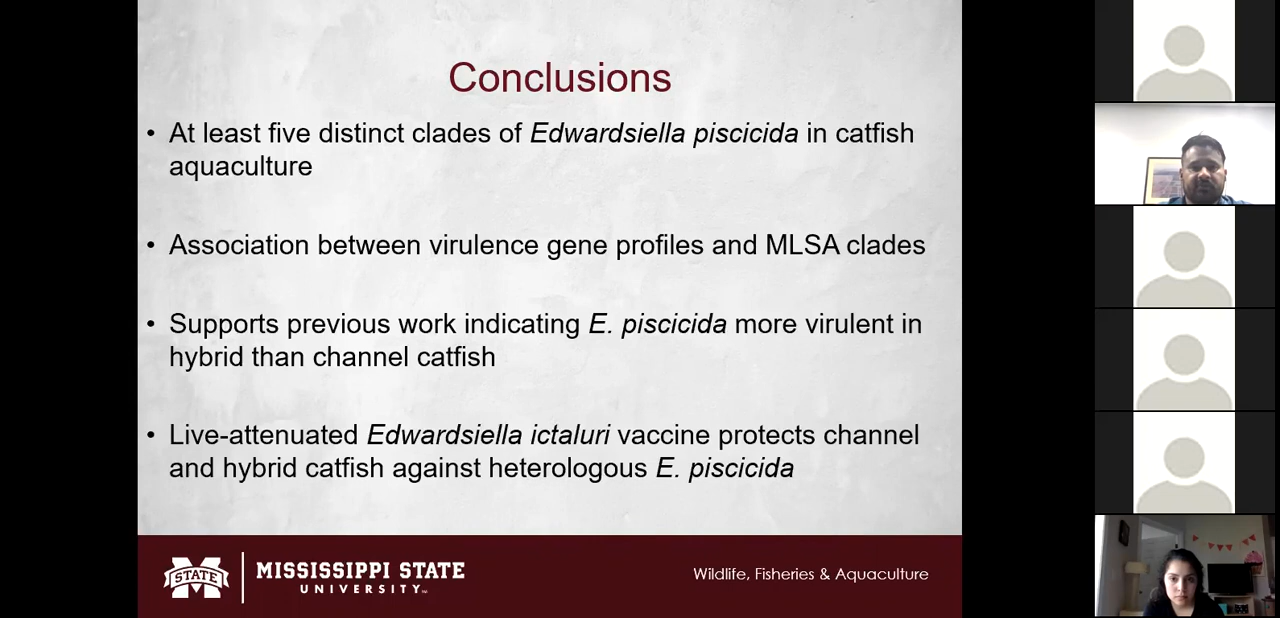 Conclusions
• At least five distinct clades of Edwardsiella piscicida in catfish
aquaculture
• Association between virulence gene profiles and MLSA clades
• Supports previous work indicating E. piscicida more virulent in
hybrid than channel catfish
• Live-attenuated Edwardsiella ictaluri vaccine protects channel
and hybrid catfish against heterologous E. piscicida
STATE
MISSISSIPPI STATE
UNIVERSITY™
Wildlife, Fisheries & Aquaculture